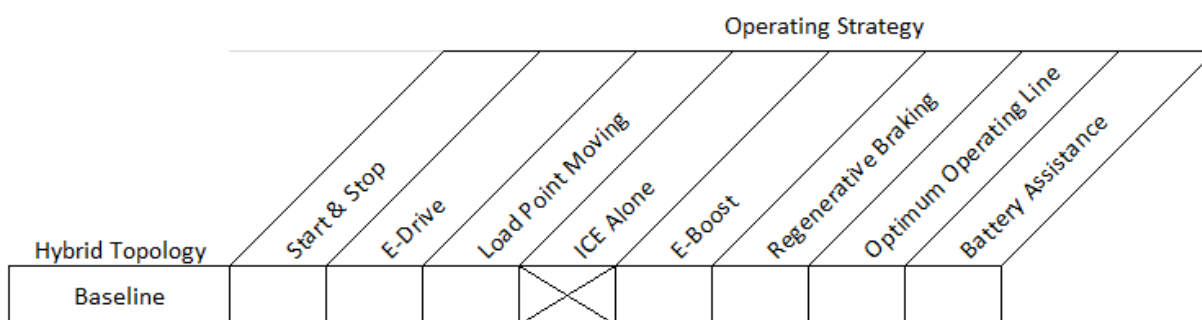 Operating Strategy
Start & Stop
E-Drive
Load Point Moving
ICE Alone
E-Boost
Regenerative Braking
Optimum Operating Line
Battery Assistance
Hybrid Topology
Baseline